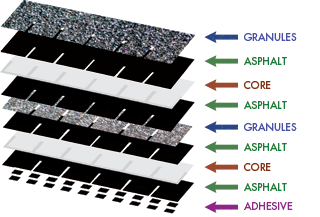 GRANULES
ASPHALT
CORE
ASPHALT
GRANULES
ASPHALT
CORE
ASPHALT
ADHESIVE